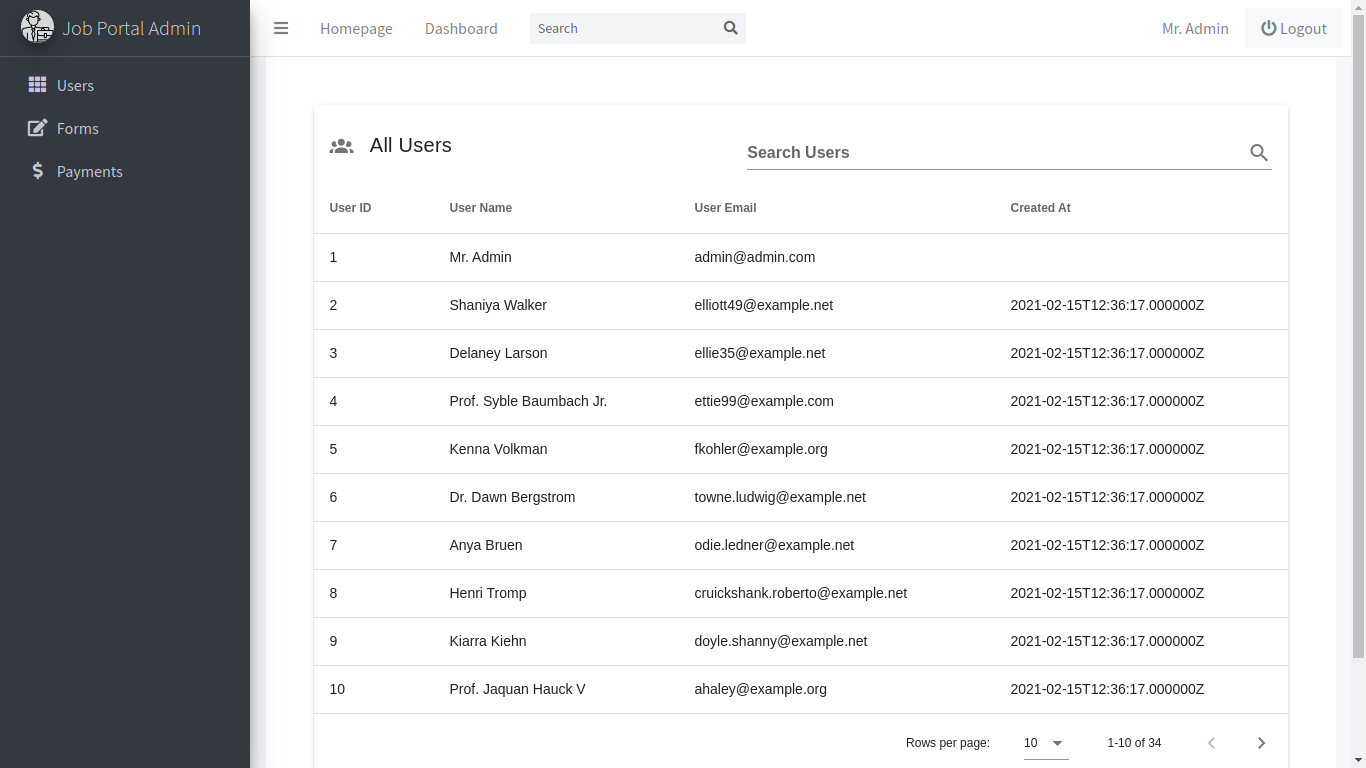 Job Portal Admin
Homepage Dashboard Search Mr. Admin Logout
Users
Forms
Payments
All Users
Search Users
User ID User Name User Email Created At
1 Mr. Admin admin@admin.com
2 Shaniya Walker elliott49@example.net 2021-02-15T12:36:17.000000Z
3 Delaney Larson ellie35@example.net 2021-02-15T12:36:17.000000Z
4 Prof. Syble Baumbach Jr. ettie99@example.com 2021-02-15T12:36:17.000000Z
5 Kenna Volkman fkohler@example.org 2021-02-15T12:36:17.000000Z
6 Dr. Dawn Bergstrom towne.ludwig@example.net 2021-02-15T12:36:17.000000Z
7 Anya Bruen odie.ledner@example.net 2021-02-15T12:36:17.000000Z
8 Henri Tromp cruickshank.roberto@example.net 2021-02-15T12:36:17.000000Z
9 Kiarra Kiehn doyle.shanny@example.net 2021-02-15T12:36:17.000000Z
10 Prof. Jaquan Hauck V ahaley@example.org 2021-02-15T12:36:17.000000Z
Rows per page: 10 1-10 of 34